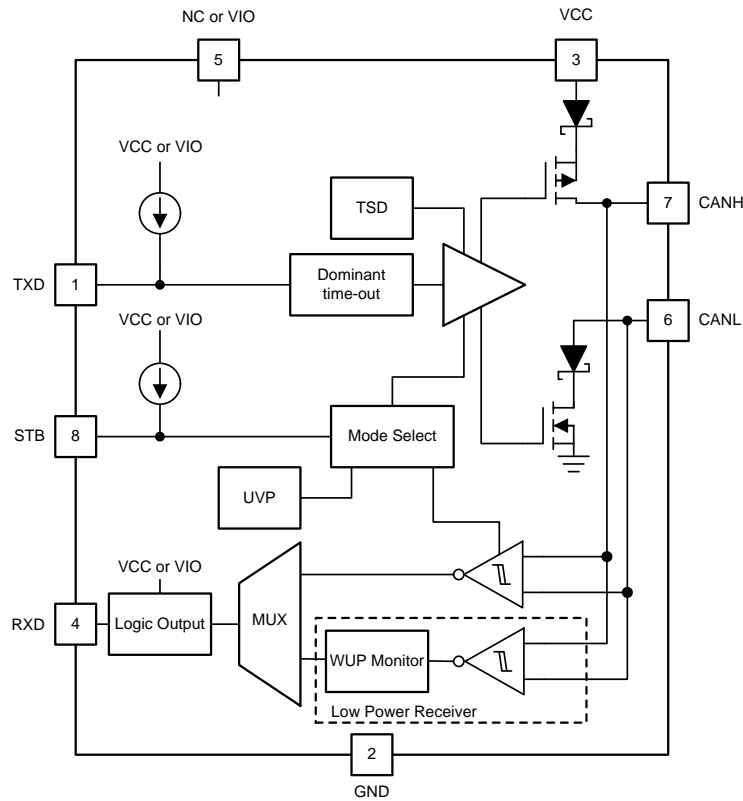 NC or VIO
VCC
5
3
VCC or VIO
TSD
7
CANH
TXD
1
Dominant
time-out
VCC or VIO
6
CANL
STB
8
Mode Select
UVP
VCC or VIO
RXD
4
Logic Output
MUX
WUP Monitor
Low Power Receiver
2
GND